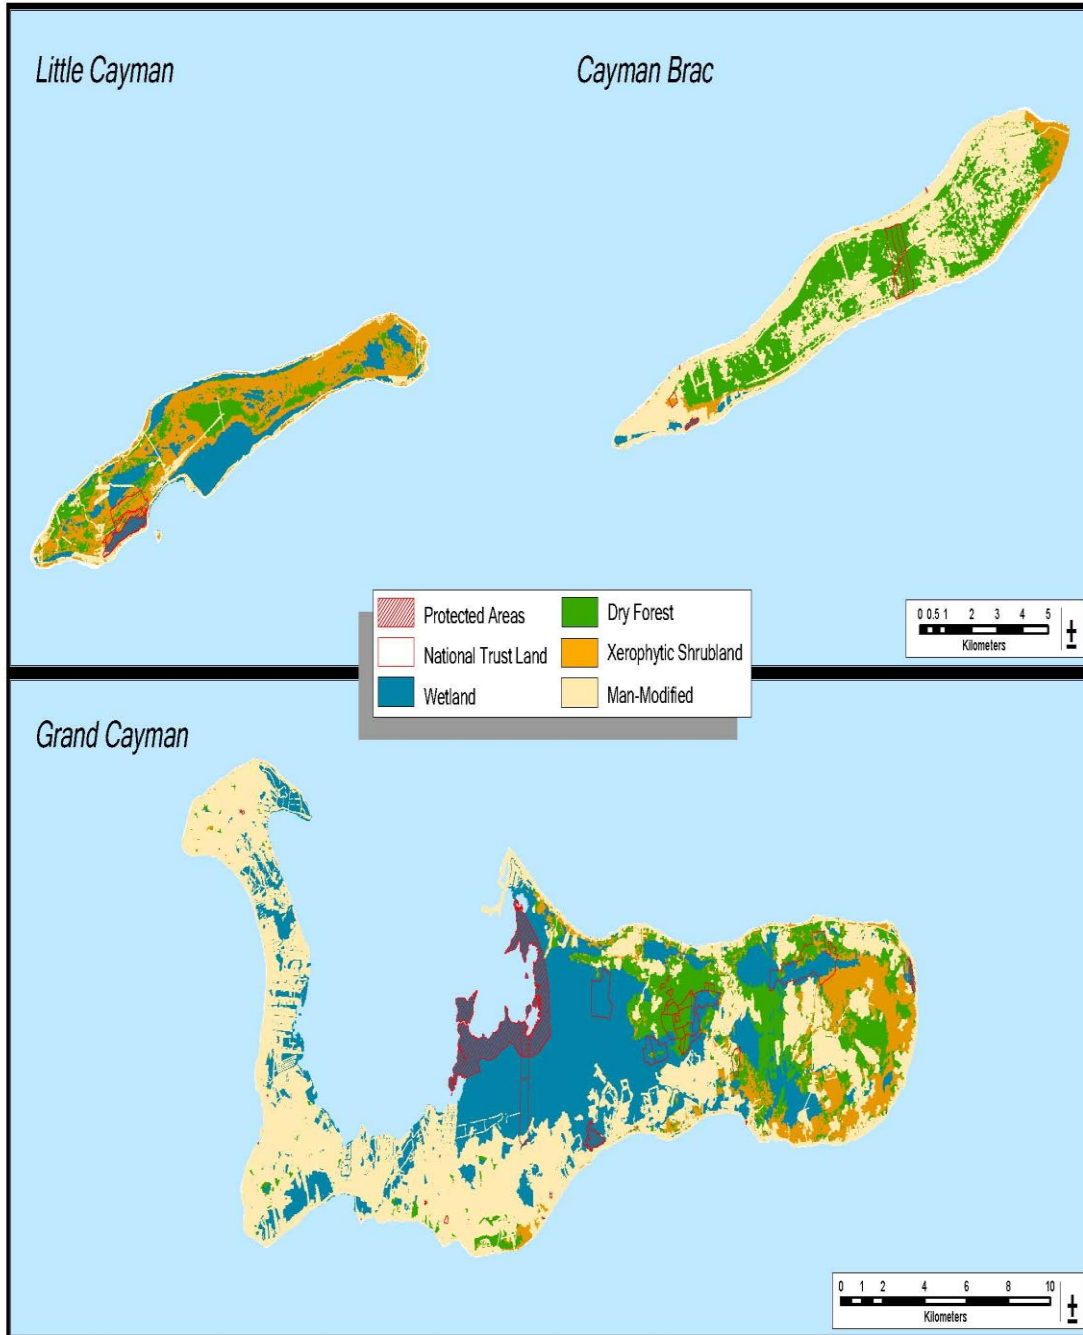 Little Cayman
Cayman Brac
Protected Areas
Dry Forest
National Trust Land
Xerophytic Shrubland
Wetland
Man-Modified
0 0.5 1 2 3 4 5
Kilometers
Grand Cayman
0 1 2 4 6 8 10
Kilometers